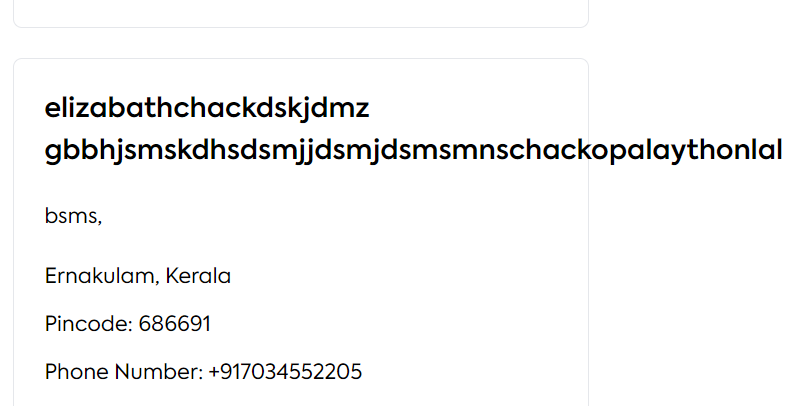 elizabathchackdskjdmz
gbbhjsmskdhsdsmjjdsmjdsmsmnschackopalaythonlal
bsms,
Ernakulam, Kerala
Pincode: 686691
Phone Number: +917034552205